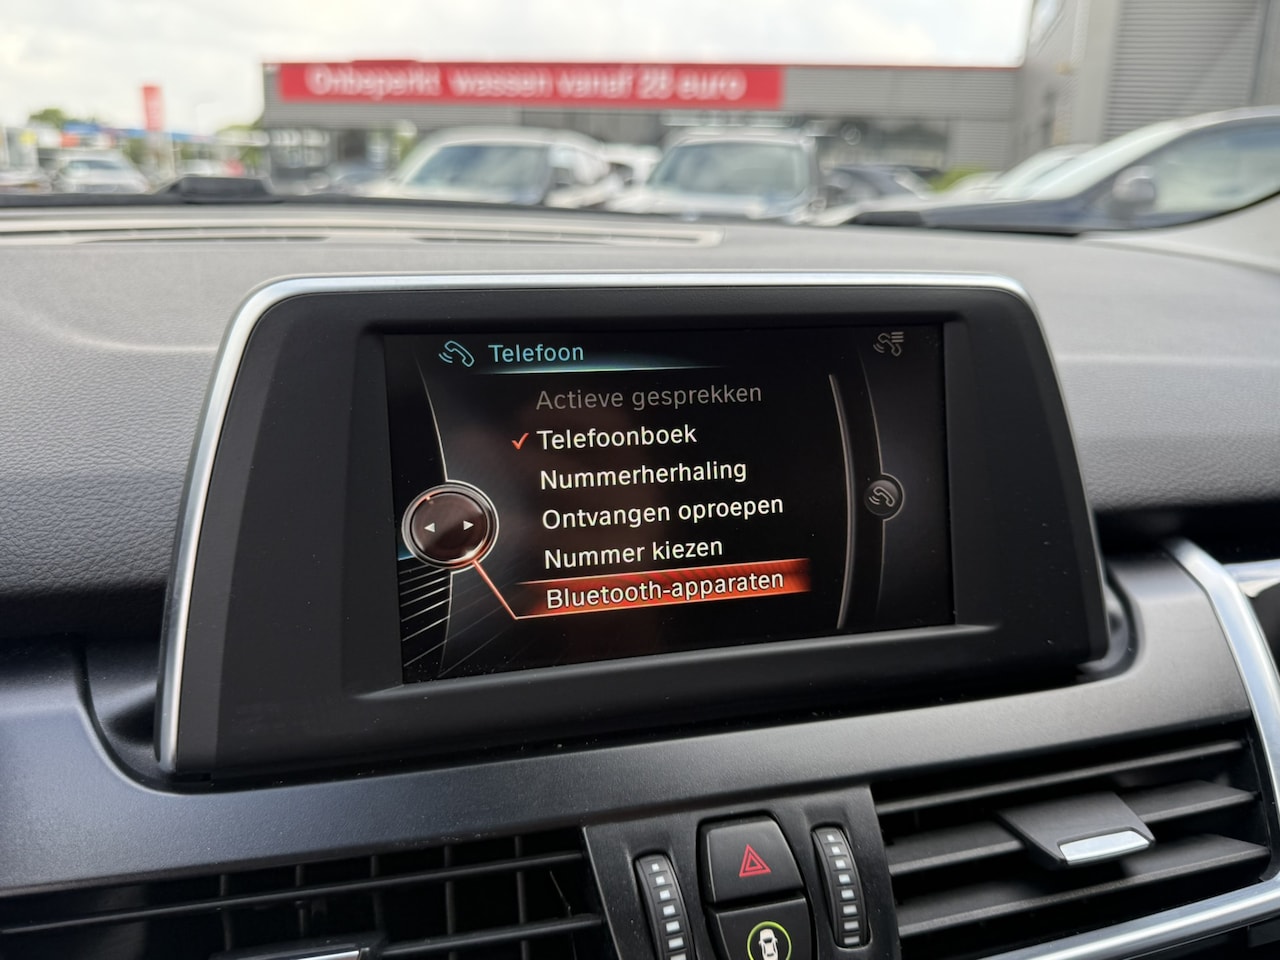 Onbeperkt wassen vanaf 28 euro
Telefoon
Actieve gesprekken
✓ Telefoonboek
Nummerherhaling
Ontvangen oproepen
Nummer kiezen
Bluetooth-apparaten